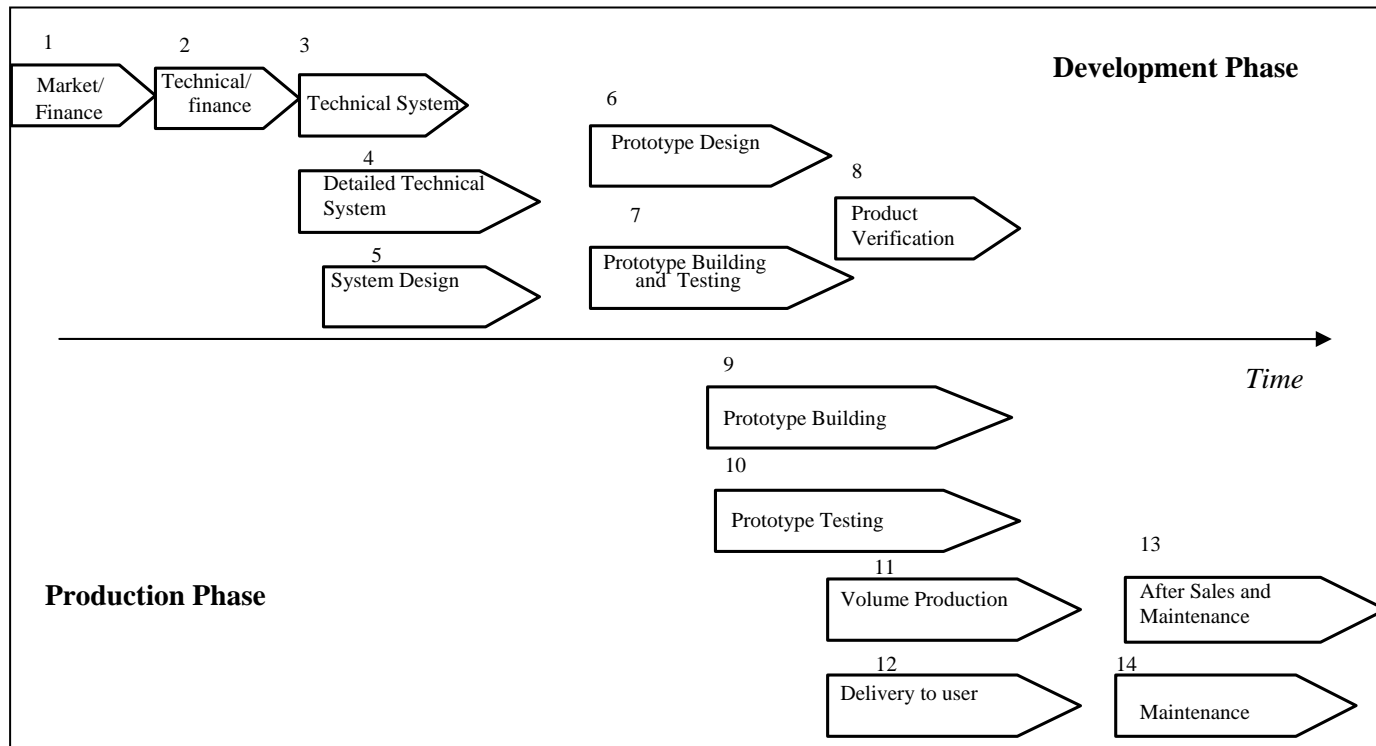 1
Market/
Finance
2
Technical/
finance
3
Technical System
Development Phase
4
Detailed Technical
System
5
System Design
6
Prototype Design
7
Prototype Building
and Testing
8
Product
Verification
Time
9
Prototype Building
10
Prototype Testing
Production Phase
11
Volume Production
12
Delivery to user
13
After Sales and
Maintenance
14
Maintenance